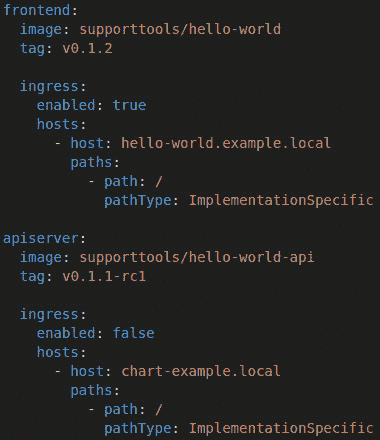 frontend:
  image: supporttools/hello-world
  tag: v0.1.2

  ingress:
    enabled: true
    hosts:
      - host: hello-world.example.local
        paths:
          - path: /
            pathType: ImplementationSpecific

apiserver:
  image: supporttools/hello-world-api
  tag: v0.1.1-rc1

  ingress:
    enabled: false
    hosts:
      - host: chart-example.local
        paths:
          - path: /
            pathType: ImplementationSpecific